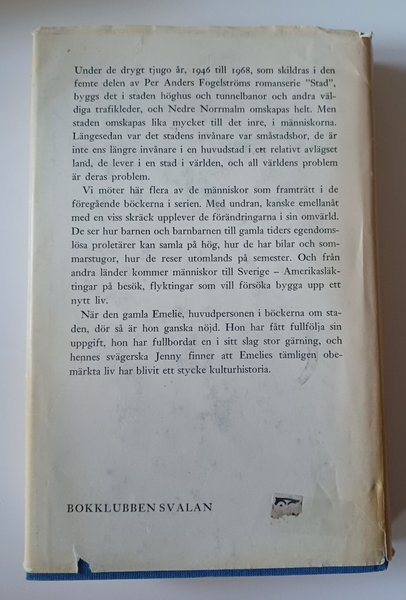 Under de drygt tjugo år, 1946 till 1968, som skildras i den
femte delen av Per Anders Fogelströms romanserie "Stad",
byggs det i staden höghus och tunnelbanor och andra väl-
diga trafikleder, och Nedre Norrmalm omskapas helt. Men
staden omskapas lika mycket till det inre, i människorna.
Längesedan var det stadens invånare var småstadsbor, de är
inte ens längre invånare i en huvudstad i ett relativt avlägset
land, de lever i en stad i världen, och all världens problem
är deras problem.
Vi möter här flera av de människor som framträtt i de
föregående böckerna i serien. Med undran, kanske emellanåt
med en viss skräck upplever de förändringarna i sin omvärld.
De ser hur barnen och barnbarnen till gamla tiders egendoms-
lösa proletärer kan samla på hög, hur de har bilar och som-
marstugor, hur de reser utomlands på semester. Och från
andra länder kommer människor till Sverige – Amerikasläk-
tingar på besök, flyktingar som vill försöka bygga upp ett
nytt liv.
När den gamla Emelie, huvudpersonen i böckerna om sta-
den, dör så är hon ganska nöjd. Hon har fått fullfölja sin
uppgift, hon har fullbordat en i sitt slag stor gärning, och
hennes svägerska Jenny finner att Emelies tämligen obe-
märkta liv har blivit ett stycke kulturhistoria.
BOKKLUBBEN SVALAN